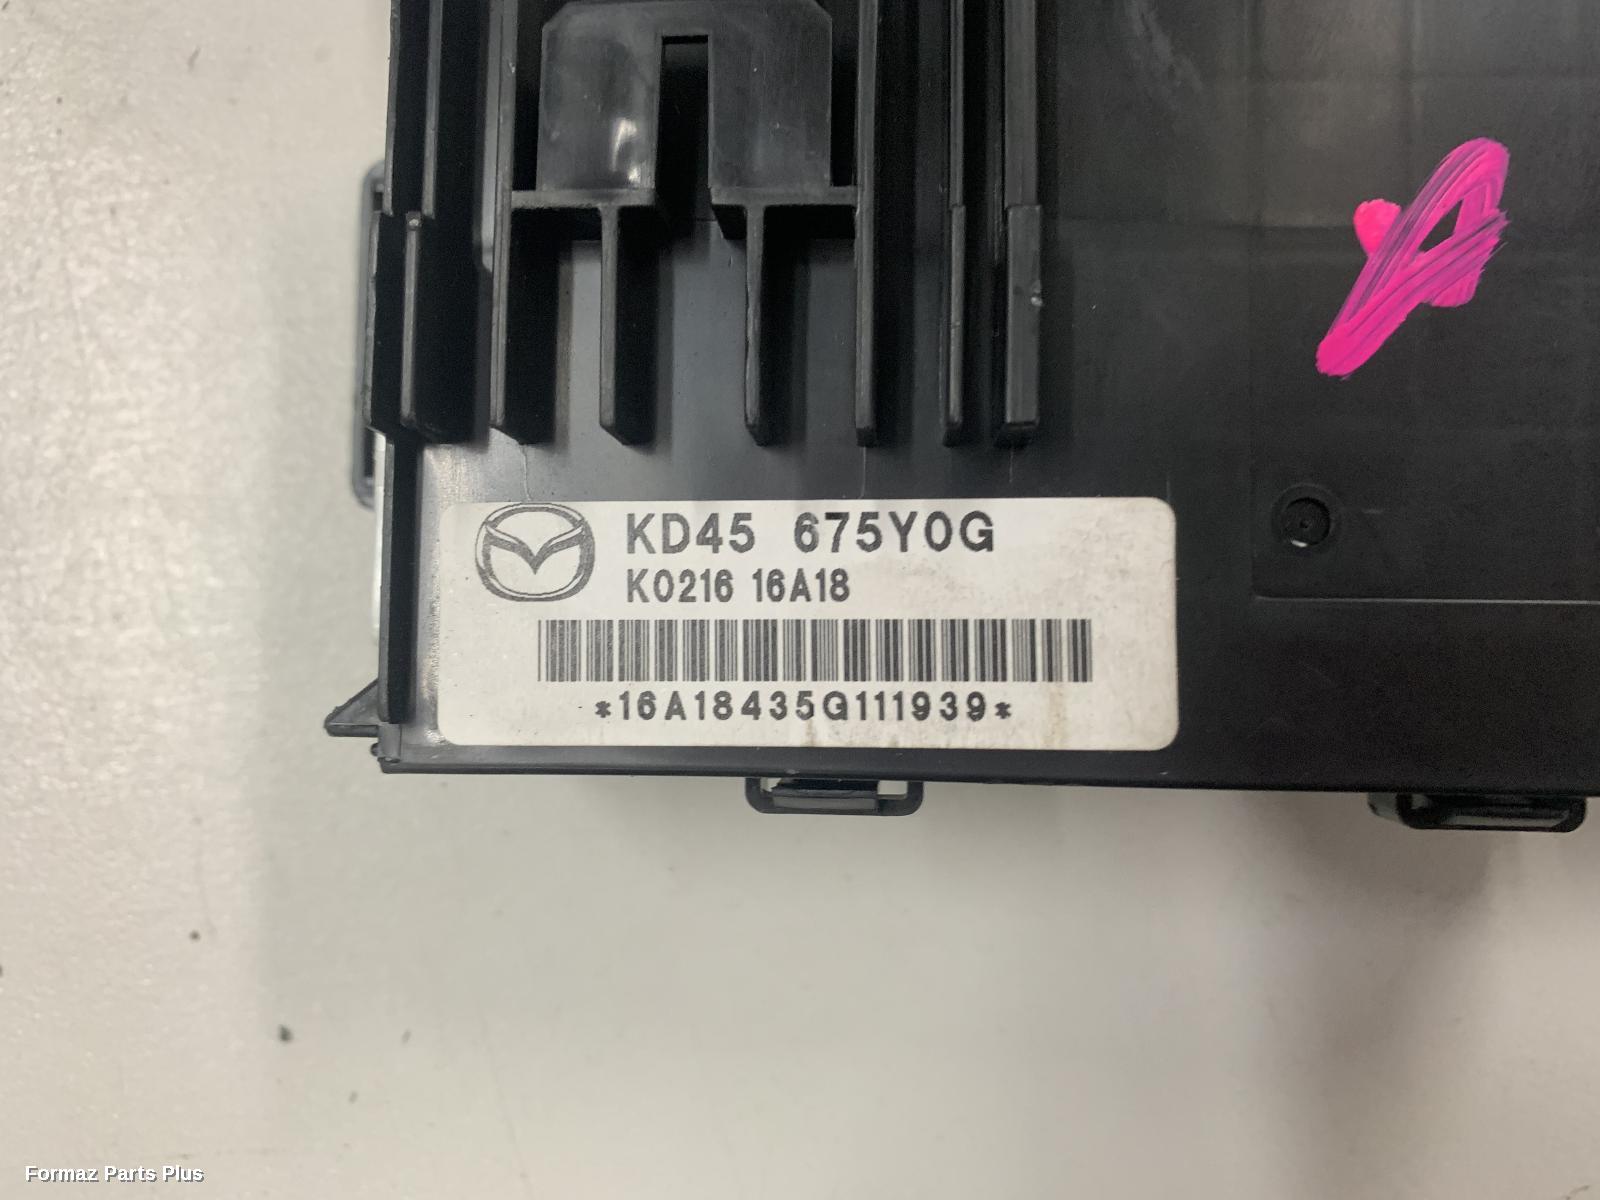 KD45 675Y0G
K0216 16A18
*16A18435G111939*
Formaz Parts Plus